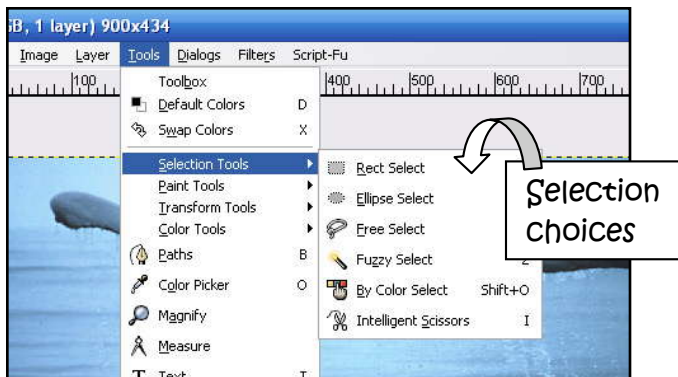 GB, 1 layer) 900x434
Image Layer Tools Dialogs Filters Script-Fu
100 400 500 600 700
Toolbox
Default Colors D
Swap Colors X
Selection Tools
Paint Tools
Transform Tools
Color Tools
Paths B
Color Picker O
Magnify
Measure
Text T
Rect Select
Ellipse Select
Free Select
Fuzzy Select Z
By Color Select Shift+O
Intelligent Scissors I
Selection
choices